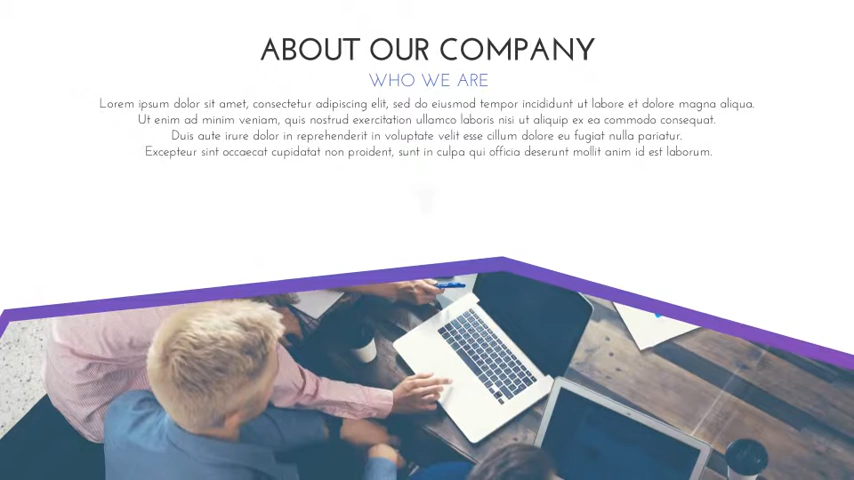 ABOUT OUR COMPANY
WHO WE ARE
Lorem ipsum dolor sit amet, consectetur adipiscing elit, sed do eiusmod tempor incididunt ut labore et dolore magna aliqua.
Ut enim ad minim veniam, quis nostrud exercitation ullamco laboris nisi ut aliquip ex ea commodo consequat.
Duis aute irure dolor in reprehenderit in voluptate velit esse cillum dolore eu fugiat nulla pariatur.
Excepteur sint occaecat cupidatat non proident, sunt in culpa qui officia deserunt mollit anim id est laborum.